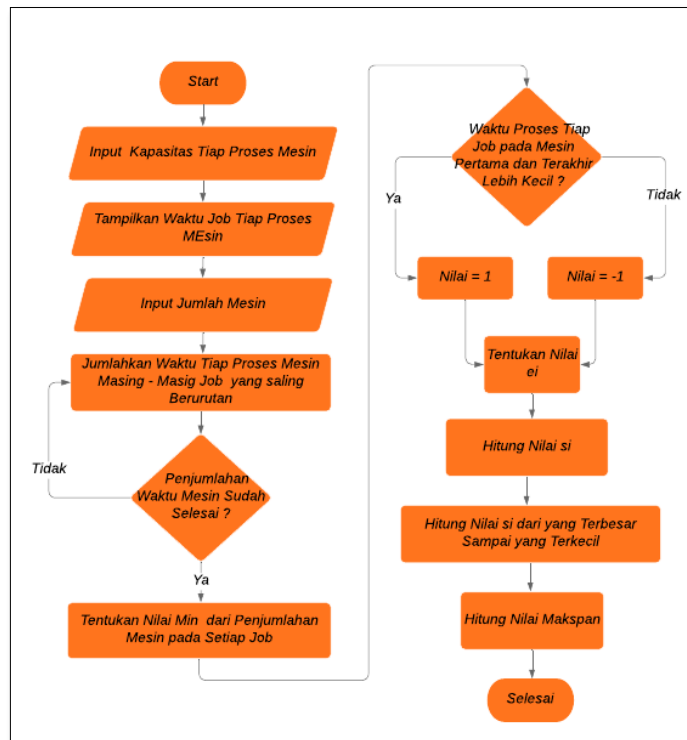 Start
Input Kapasitas Tiap Proses Mesin
Tampilkan Waktu Job Tiap Proses
MEsin
Input Jumlah Mesin
Jumlahkan Waktu Tiap Proses Mesin
Masing - Masig Job yang saling
Berurutan
Tidak
Penjumlahan
Waktu Mesin Sudah
Selesai ?
Ya
Tentukan Nilai Min dari Penjumlahan
Mesin pada Setiap Job
Waktu Proses Tiap
Job pada Mesin
Pertama dan Terakhir
Lebih Kecil ?
Ya
Tidak
Nilai = 1
Nilai = -1
Tentukan Nilai
ei
Hitung Nilai si
Hitung Nilai si dari yang Terbesar
Sampai yang Terkecil
Hitung Nilai Makspan
Selesai